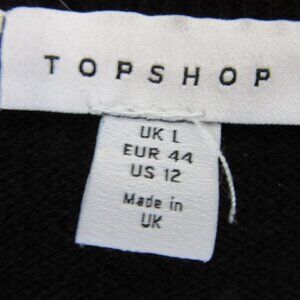 TOPSHOP
UK L
EUR 44
US 12
Made in
UK